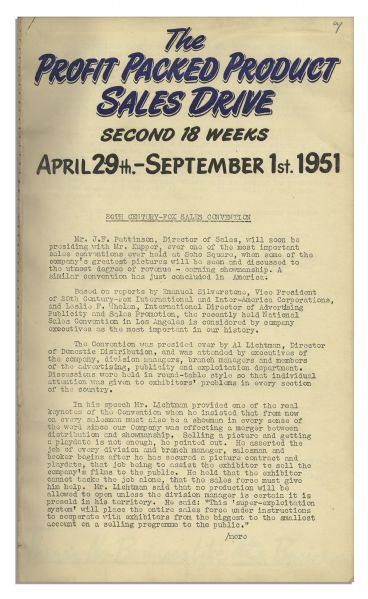 The
PROFIT PACKED PRODUCT
SALES DRIVE
SECOND 18 WEEKS
APRIL 29th.-SEPTEMBER 1st. 1951
20TH CENTURY-FOX SALES CONVENTION
Mr. J.F. Pattinson, Director of Sales, will soon be
presiding with Mr. Kupper, over one of the most important
sales conventions ever held at Soho Square, when some of the
company's greatest pictures will be seen and discussed to
the utmost degree of revenue - earning showmanship. A
similar convention has just concluded in America.
Based on reports by Emanuel Silverstone, Vice President
of 20th Century-Fox International and Inter-America Corporations,
and Leslie F. Whelan, International Director of Advertising
Publicity and Sales Promotion, the recently held National
Sales Convention in Los Angeles is considered by company
executives as the most important in our history.
The Convention was presided over by Al Lichtman, Director
of Domestic Distribution, and was attended by executives of
the company, division managers, branch managers and members
of the advertising, publicity and exploitation department.
Discussions were held in round-table style so that individual
attention was given to exhibitors' problems in every section
of the country.
In his speech Mr. Lichtman provided one of the real
keynotes of the Convention when he insisted that from now
on every salesman must also be a showman in every sense of
the word since our Company was effecting a merger between
distribution and showmanship. Selling a picture and getting
a playdate is not enough, he pointed out. He asserted the
job of every division and branch manager, salesman and
booker begins after he has secured a picture contract and
playdate, that job being to assist the exhibitor to sell the
company's films to the public. He held that the exhibitor
cannot tackle the job alone, that the sales force must give
him help. Mr. Lichtman said that no production will be
allowed to open unless the division manager is certain it is
presold in his territory. He said: "This 'super-exploitation
system' will place the entire sales force under instructions
to cooperate with exhibitors from the biggest to the smallest
account on a selling programme to the public."
/more